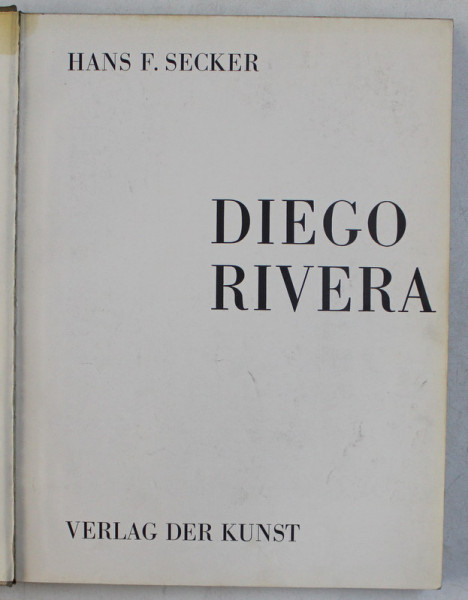 HANS F. SECKER
DIEGO
RIVERA
VERLAG DER KUNST